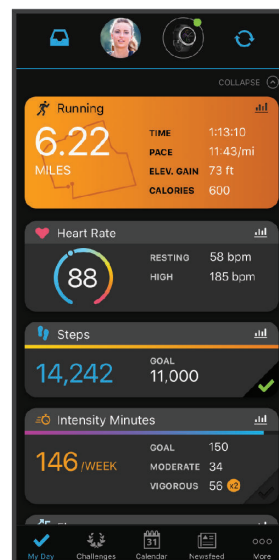 COLLAPSE
Running
6.22
MILES
TIME 1:13:10
PACE 11:43/mi
ELEV. GAIN 73 ft
CALORIES 600
Heart Rate
88
RESTING 58 bpm
HIGH 185 bpm
Steps
14,242
GOAL
11,000
Intensity Minutes
146 /WEEK
GOAL 150
MODERATE 34
VIGOROUS 56 x2
31
My Day Challenges Calendar Newsfeed More